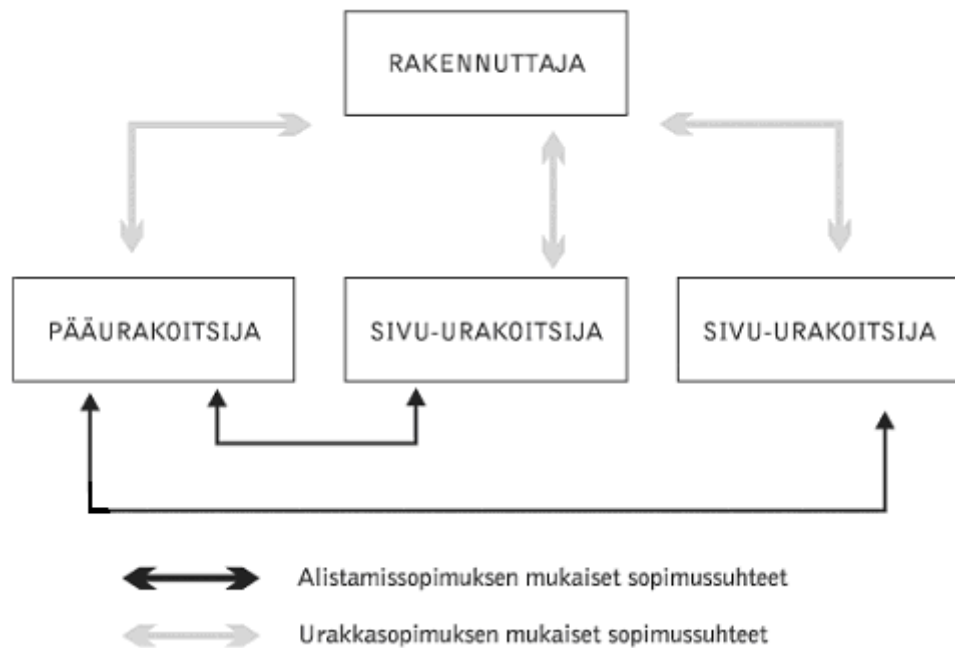 RAKENNUTTAJA
PÄÄURAKOITSIJA
SIVU-URAKOITSIJA
SIVU-URAKOITSIJA
Alistamissopimuksen mukaiset sopimussuhteet
Urakkasopimuksen mukaiset sopimussuhteet